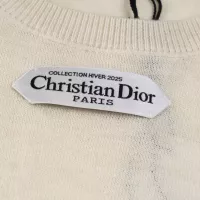 COLLECTION HIVER 2025
Christian Dior
PARIS